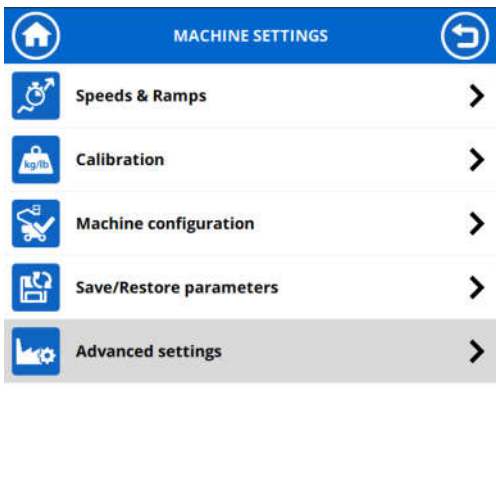 MACHINE SETTINGS
Speeds & Ramps
kg/lb
Calibration
Machine configuration
Save/Restore parameters
Advanced settings